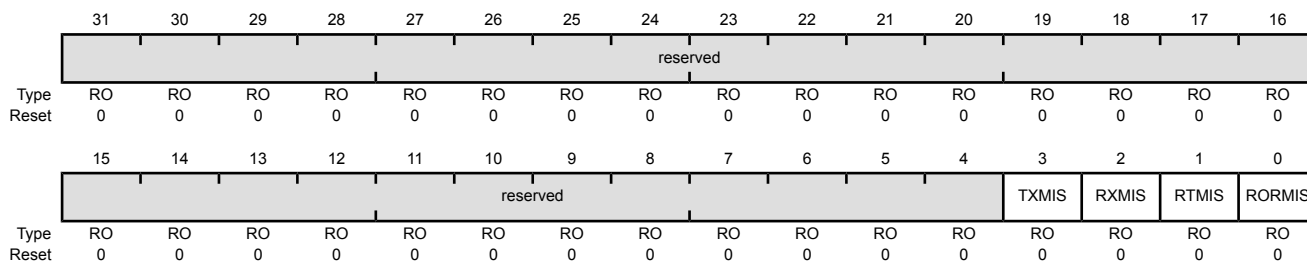 31 30 29 28 27 26 25 24 23 22 21 20 19 18 17 16
reserved
Type RO RO RO RO RO RO RO RO RO RO RO RO RO RO RO RO
Reset 0 0 0 0 0 0 0 0 0 0 0 0 0 0 0 0
15 14 13 12 11 10 9 8 7 6 5 4 3 2 1 0
reserved TXMIS RXMIS RTMIS RORMIS
Type RO RO RO RO RO RO RO RO RO RO RO RO RO RO RO RO
Reset 0 0 0 0 0 0 0 0 0 0 0 0 0 0 0 0